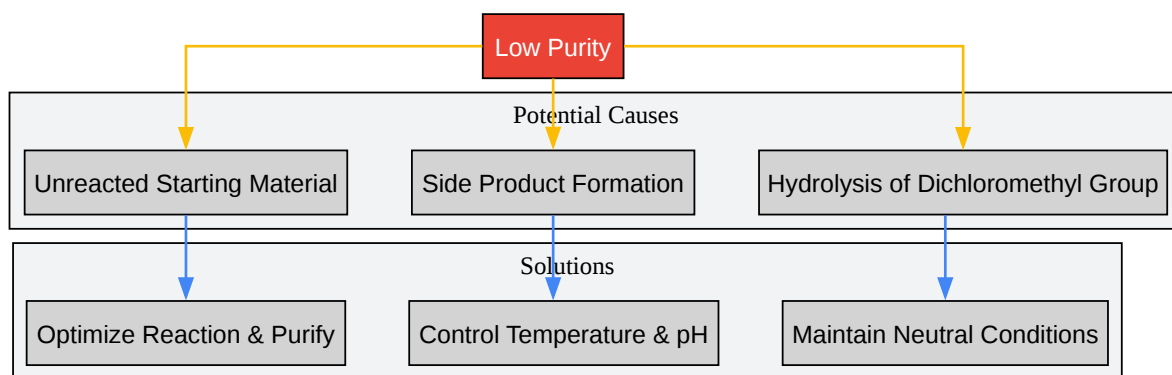 Low Purity
Potential Causes
Unreacted Starting Material
Side Product Formation
Hydrolysis of Dichloromethyl Group
Solutions
Optimize Reaction & Purify
Control Temperature & pH
Maintain Neutral Conditions